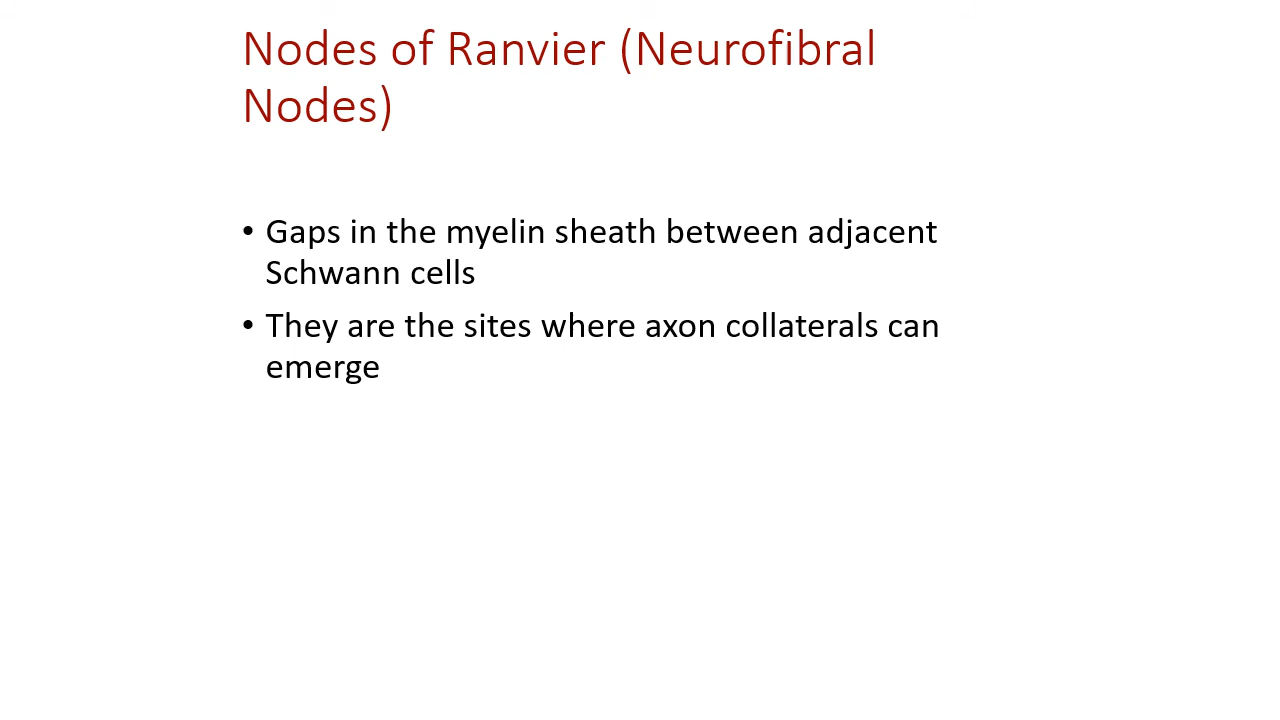 Nodes of Ranvier (Neurofibral
Nodes)
• Gaps in the myelin sheath between adjacent
Schwann cells
• They are the sites where axon collaterals can
emerge